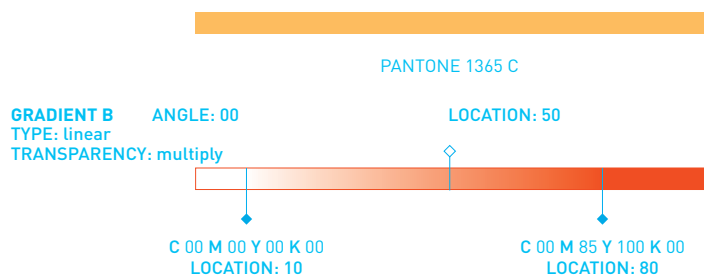 PANTONE 1365 C
GRADIENT B ANGLE: 00 LOCATION: 50
TYPE: linear
TRANSPARENCY: multiply
C 00 M 00 Y 00 K 00 C 00 M 85 Y 100 K 00
LOCATION: 10 LOCATION: 80